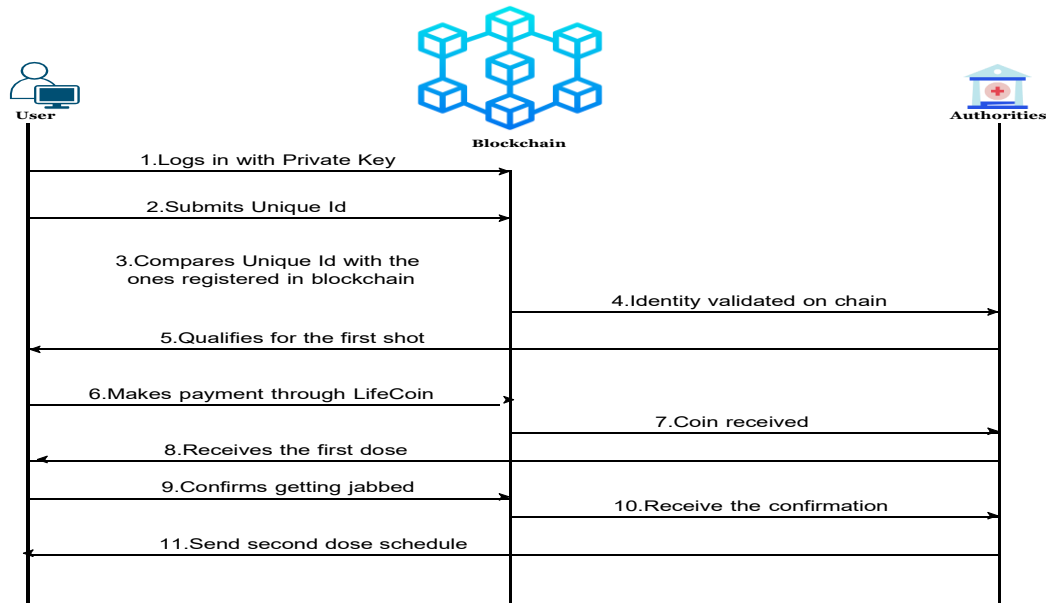 User
Blockchain
Authorities
1.Logs in with Private Key
2.Submits Unique Id
3.Compares Unique Id with the
ones registered in blockchain
4.Identity validated on chain
5.Qualifies for the first shot
6.Makes payment through LifeCoin
7.Coin received
8.Receives the first dose
9.Confirms getting jabbed
10.Receive the confirmation
11.Send second dose schedule